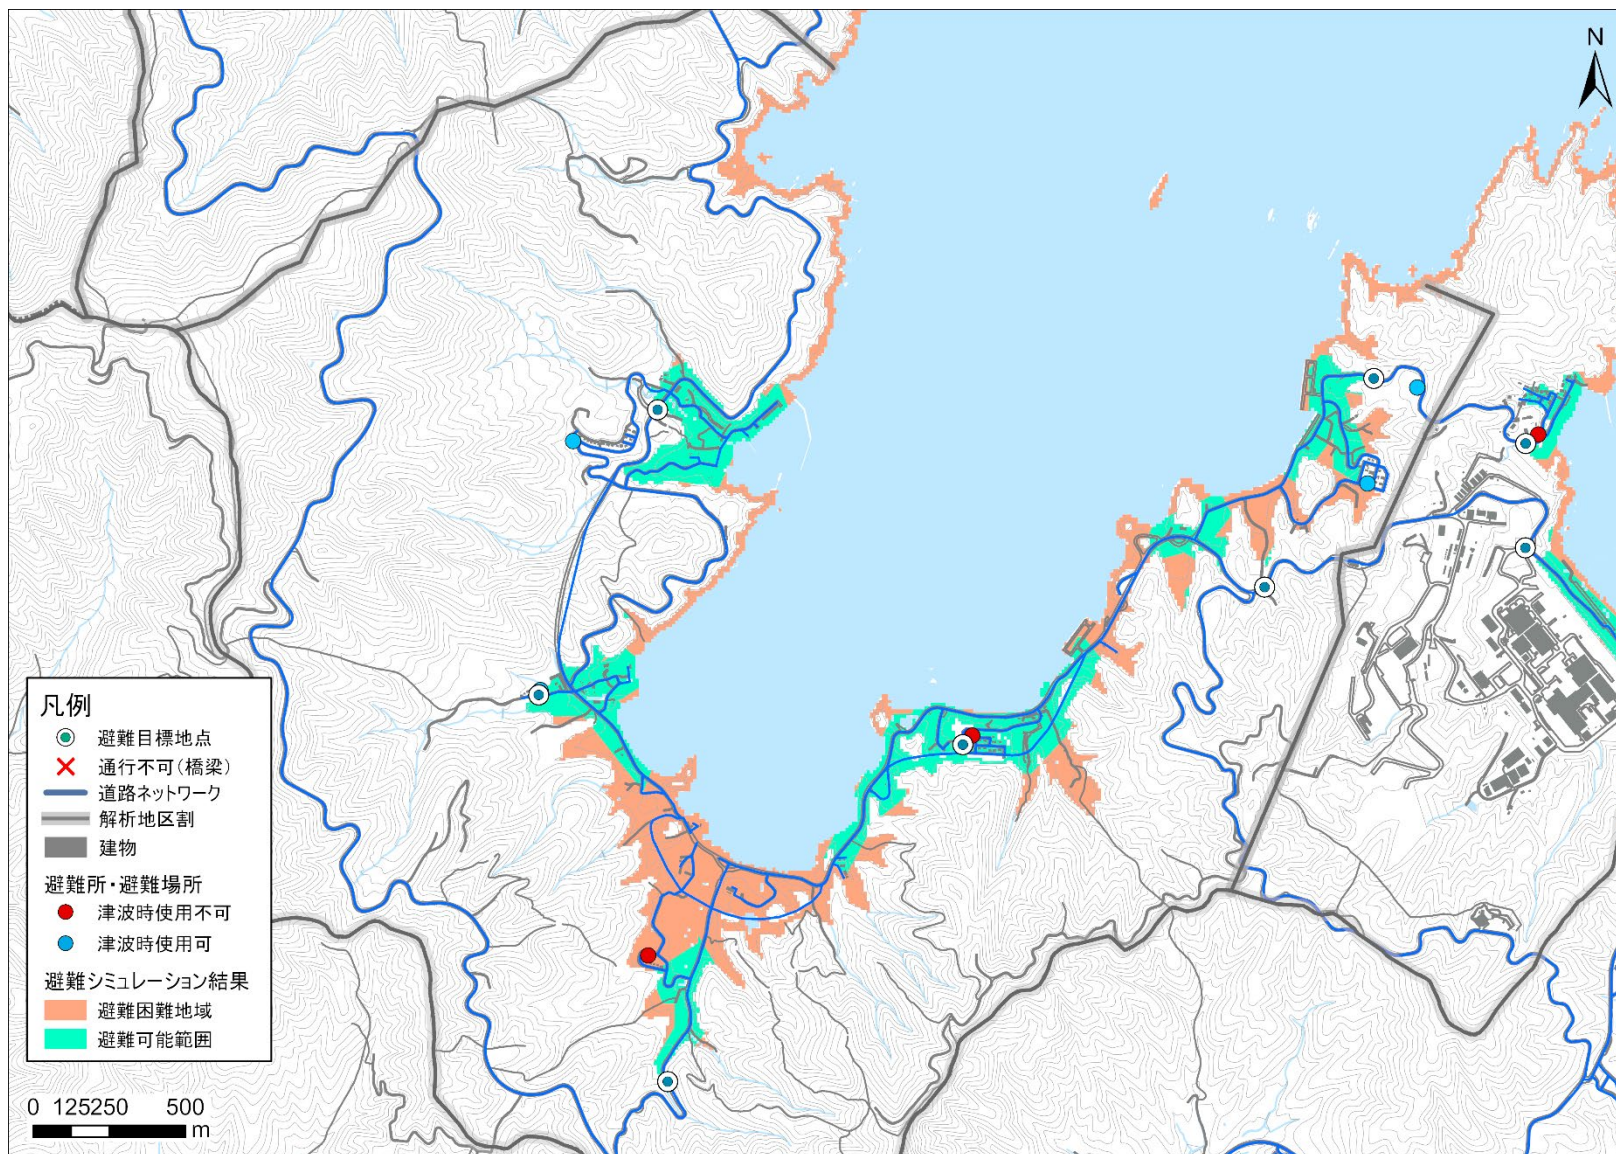 N
凡例
避難目標地点
通行不可(橋梁)
道路ネットワーク
解析地区割
建物
避難所・避難場所
津波時使用不可
津波時使用可
避難シミュレーション結果
避難困難地域
避難可能範囲
0 125250 500
m